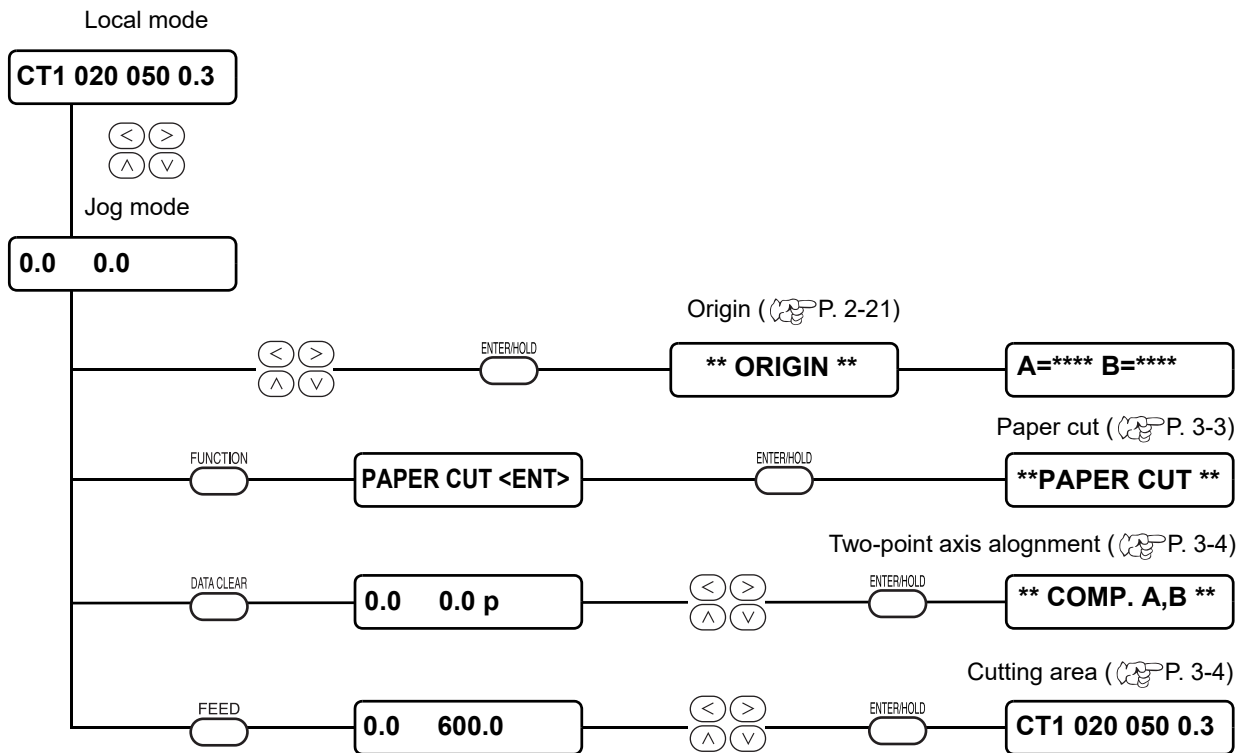 Local mode
CT1 020 050 0.3
< >
∧ ∨
Jog mode
0.0 0.0
Origin ( P. 2-21)
< > ENTER/HOLD ** ORIGIN ** A=**** B=****
∧ ∨
Paper cut ( P. 3-3)
FUNCTION PAPER CUT <ENT> ENTER/HOLD **PAPER CUT **
Two-point axis alognment ( P. 3-4)
DATA CLEAR 0.0 0.0 p < > ENTER/HOLD ** COMP. A,B **
∧ ∨
Cutting area ( P. 3-4)
FEED 0.0 600.0 < > ENTER/HOLD CT1 020 050 0.3
∧ ∨